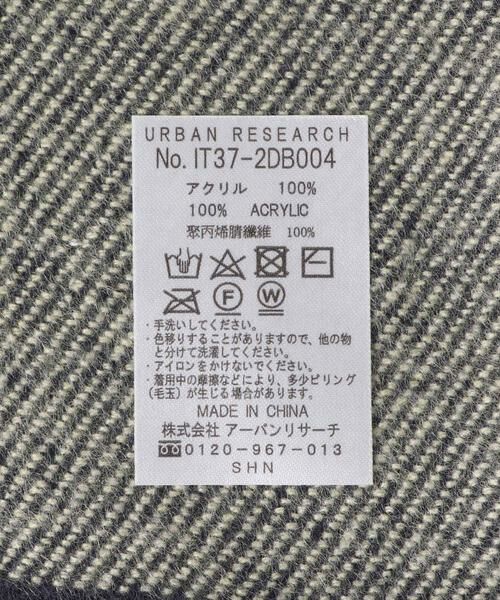 URBAN RESEARCH
No. IT37-2DB004
アクリル 100%
100% ACRYLIC
聚丙烯腈纖維 100%
F W
・手洗いしてください。
・色移りすることがありますので、他の物
と分けて洗濯してください。
・アイロンをかけないでください。
・着用中の摩擦などにより、多少ピリング
(毛玉)が生じる場合があります。
MADE IN CHINA
株式会社 アーバンリサーチ
0120-967-013
SHN